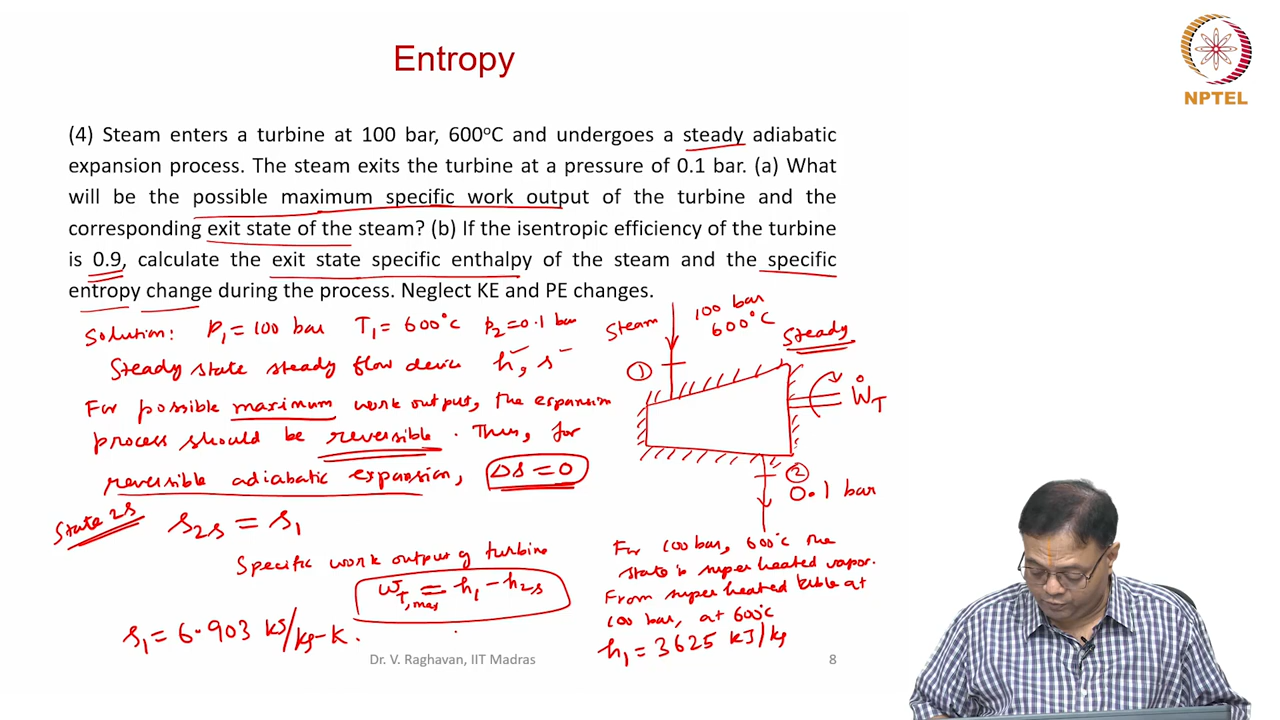 Entropy
NPTEL
(4) Steam enters a turbine at 100 bar, 600°C and undergoes a steady adiabatic
expansion process. The steam exits the turbine at a pressure of 0.1 bar. (a) What
will be the possible maximum specific work output of the turbine and the
corresponding exit state of the steam? (b) If the isentropic efficiency of the turbine
is 0.9, calculate the exit state specific enthalpy of the steam and the specific
entropy change during the process. Neglect KE and PE changes.
Solution: P₁ = 100 bar T₁ = 600°C P₂ = 0.1 bar
Steady state steady flow device h, s
For possible maximum work output, the expansion
process should be reversible. Thus, for
reversible adiabatic expansion, Δs = 0
State 2s s₂s = s₁
Specific work output of turbine
w_T,max = h₁ - h₂s
s₁ = 6.903 kJ/kg-K.
Steam
100 bar
600°C
Steady
①
Ẇ_T
②
0.1 bar
For 100 bar, 600°C the
state is super heated vapor.
From super heated table at
100 bar, at 600°C
h₁ = 3625 kJ/kg
Dr. V. Raghavan, IIT Madras
8